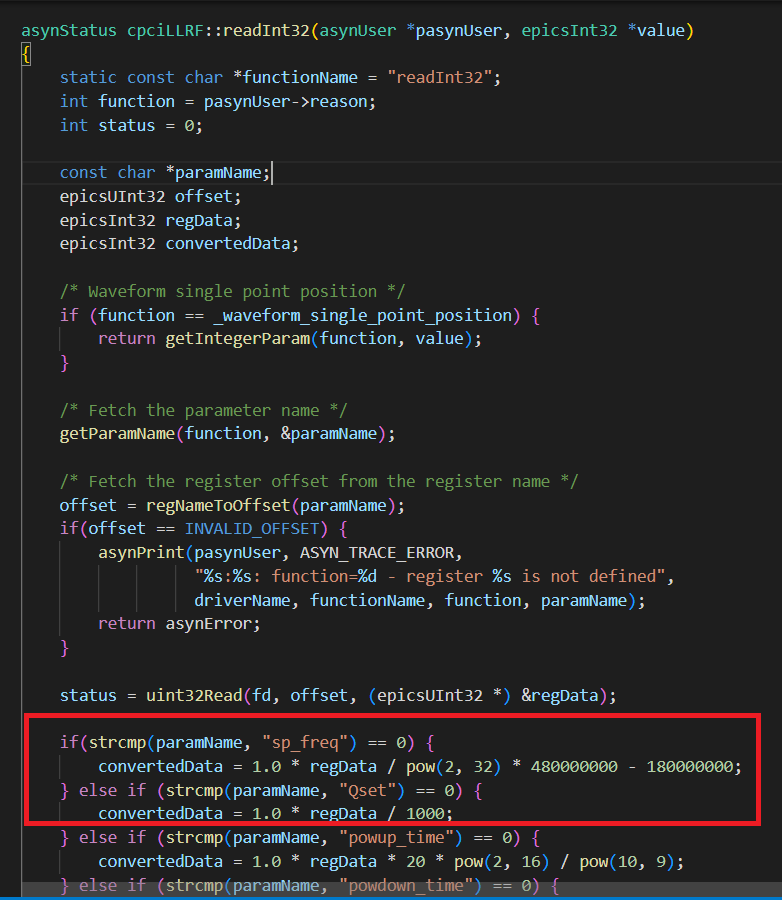 asynStatus cpciLLRF::readInt32(asynUser *pasynUser, epicsInt32 *value)
{
static const char *functionName = "readInt32";
int function = pasynUser->reason;
int status = 0;
const char *paramName;
epicsUInt32 offset;
epicsInt32 regData;
epicsInt32 convertedData;
/* Waveform single point position */
if (function == _waveform_single_point_position) {
return getIntegerParam(function, value);
}
/* Fetch the parameter name */
getParamName(function, &paramName);
/* Fetch the register offset from the register name */
offset = regNameToOffset(paramName);
if(offset == INVALID_OFFSET) {
asynPrint(pasynUser, ASYN_TRACE_ERROR,
"%s:%s: function=%d - register %s is not defined",
driverName, functionName, function, paramName);
return asynError;
}
status = uint32Read(fd, offset, (epicsUInt32 *) &regData);
if(strcmp(paramName, "sp_freq") == 0) {
convertedData = 1.0 * regData / pow(2, 32) * 480000000 - 180000000;
} else if (strcmp(paramName, "Qset") == 0) {
convertedData = 1.0 * regData / 1000;
} else if (strcmp(paramName, "powup_time") == 0) {
convertedData = 1.0 * regData * 20 * pow(2, 16) / pow(10, 9);
} else if (strcmp(paramName, "powdown_time") == 0) {